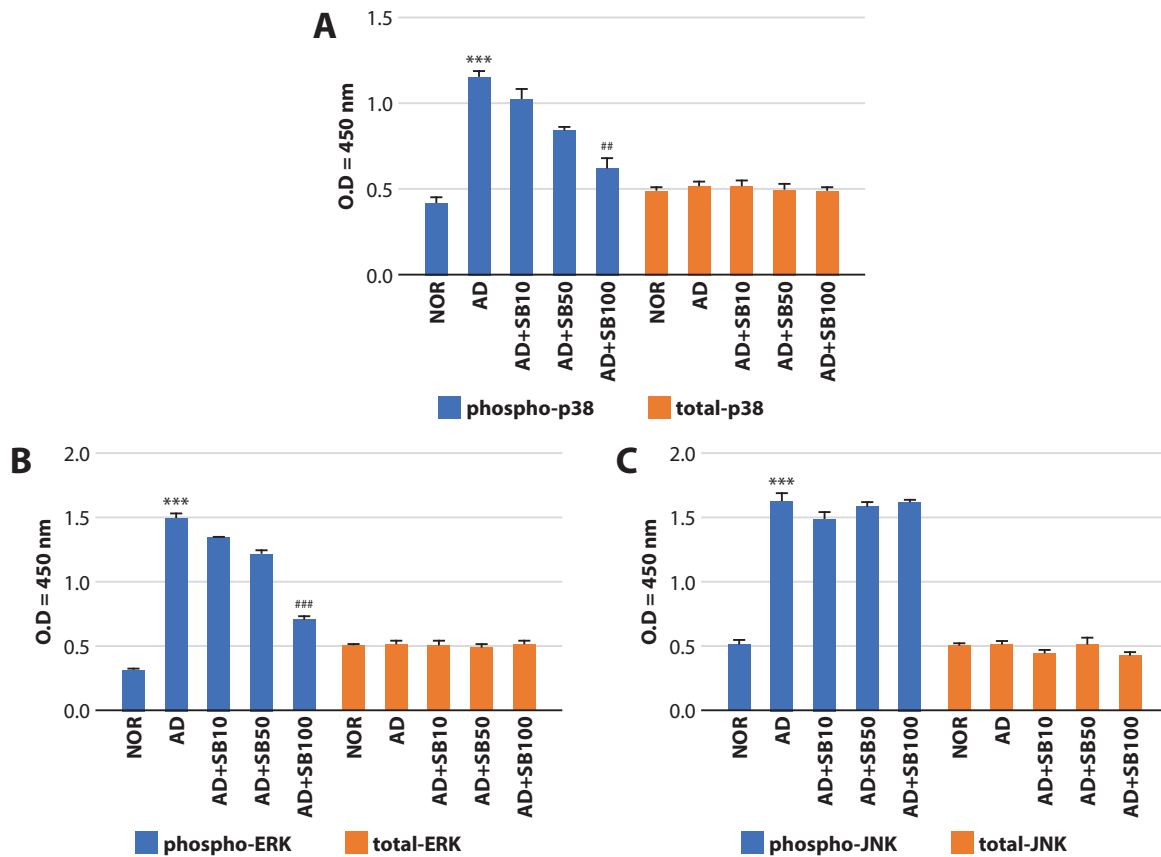 A
O.D = 450 nm
1.5
1.0
0.5
0.0
***
##
NOR
AD
AD+SB10
AD+SB50
AD+SB100
NOR
AD
AD+SB10
AD+SB50
AD+SB100
phospho-p38
total-p38
B
O.D = 450 nm
2.0
1.5
1.0
0.5
0.0
***
###
NOR
AD
AD+SB10
AD+SB50
AD+SB100
NOR
AD
AD+SB10
AD+SB50
AD+SB100
phospho-ERK
total-ERK
C
O.D = 450 nm
2.0
1.5
1.0
0.5
0.0
***
NOR
AD
AD+SB10
AD+SB50
AD+SB100
NOR
AD
AD+SB10
AD+SB50
AD+SB100
phospho-JNK
total-JNK